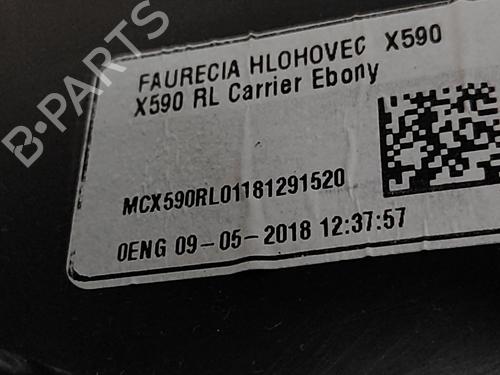 FAURECIA HLOHOVEC X590
X590 RL Carrier Ebony
MCX590RL01181291520
0ENG 09-05-2018 12:37:57
B-PARTS